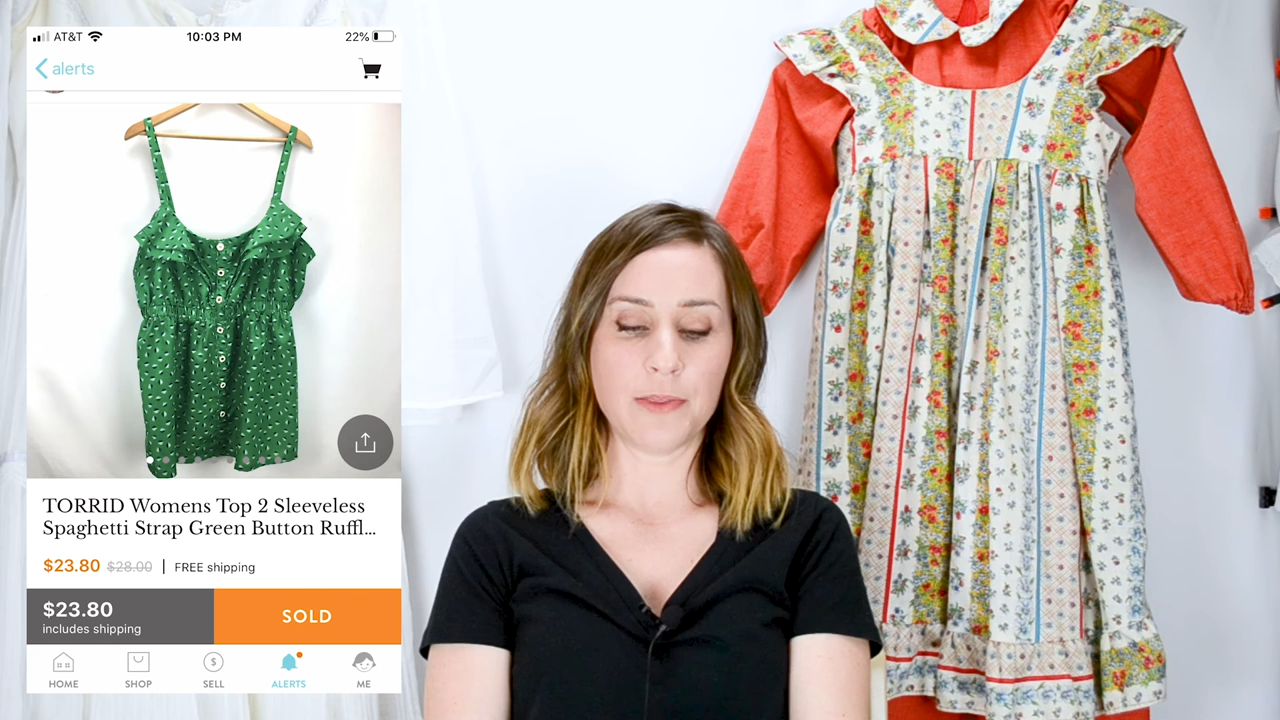 AT&T 10:03 PM 22%
alerts
TORRID Womens Top 2 Sleeveless
Spaghetti Strap Green Button Ruffl...
$23.80 $28.00 | FREE shipping
$23.80 SOLD
includes shipping
HOME SHOP SELL ALERTS ME